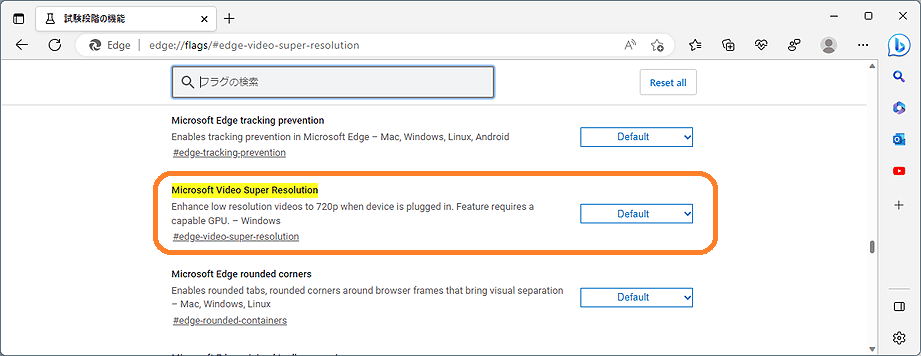 試験段階の機能
Edge
edge://flags/#edge-video-super-resolution
フラグの検索
Reset all
Microsoft Edge tracking prevention
Enables tracking prevention in Microsoft Edge – Mac, Windows, Linux, Android
#edge-tracking-prevention
Default
Microsoft Video Super Resolution
Enhance low resolution videos to 720p when device is plugged in. Feature requires a
capable GPU. – Windows
#edge-video-super-resolution
Default
Microsoft Edge rounded corners
Enables rounded tabs, rounded corners around browser frames that bring visual separation
– Mac, Windows, Linux
#edge-rounded-containers
Default